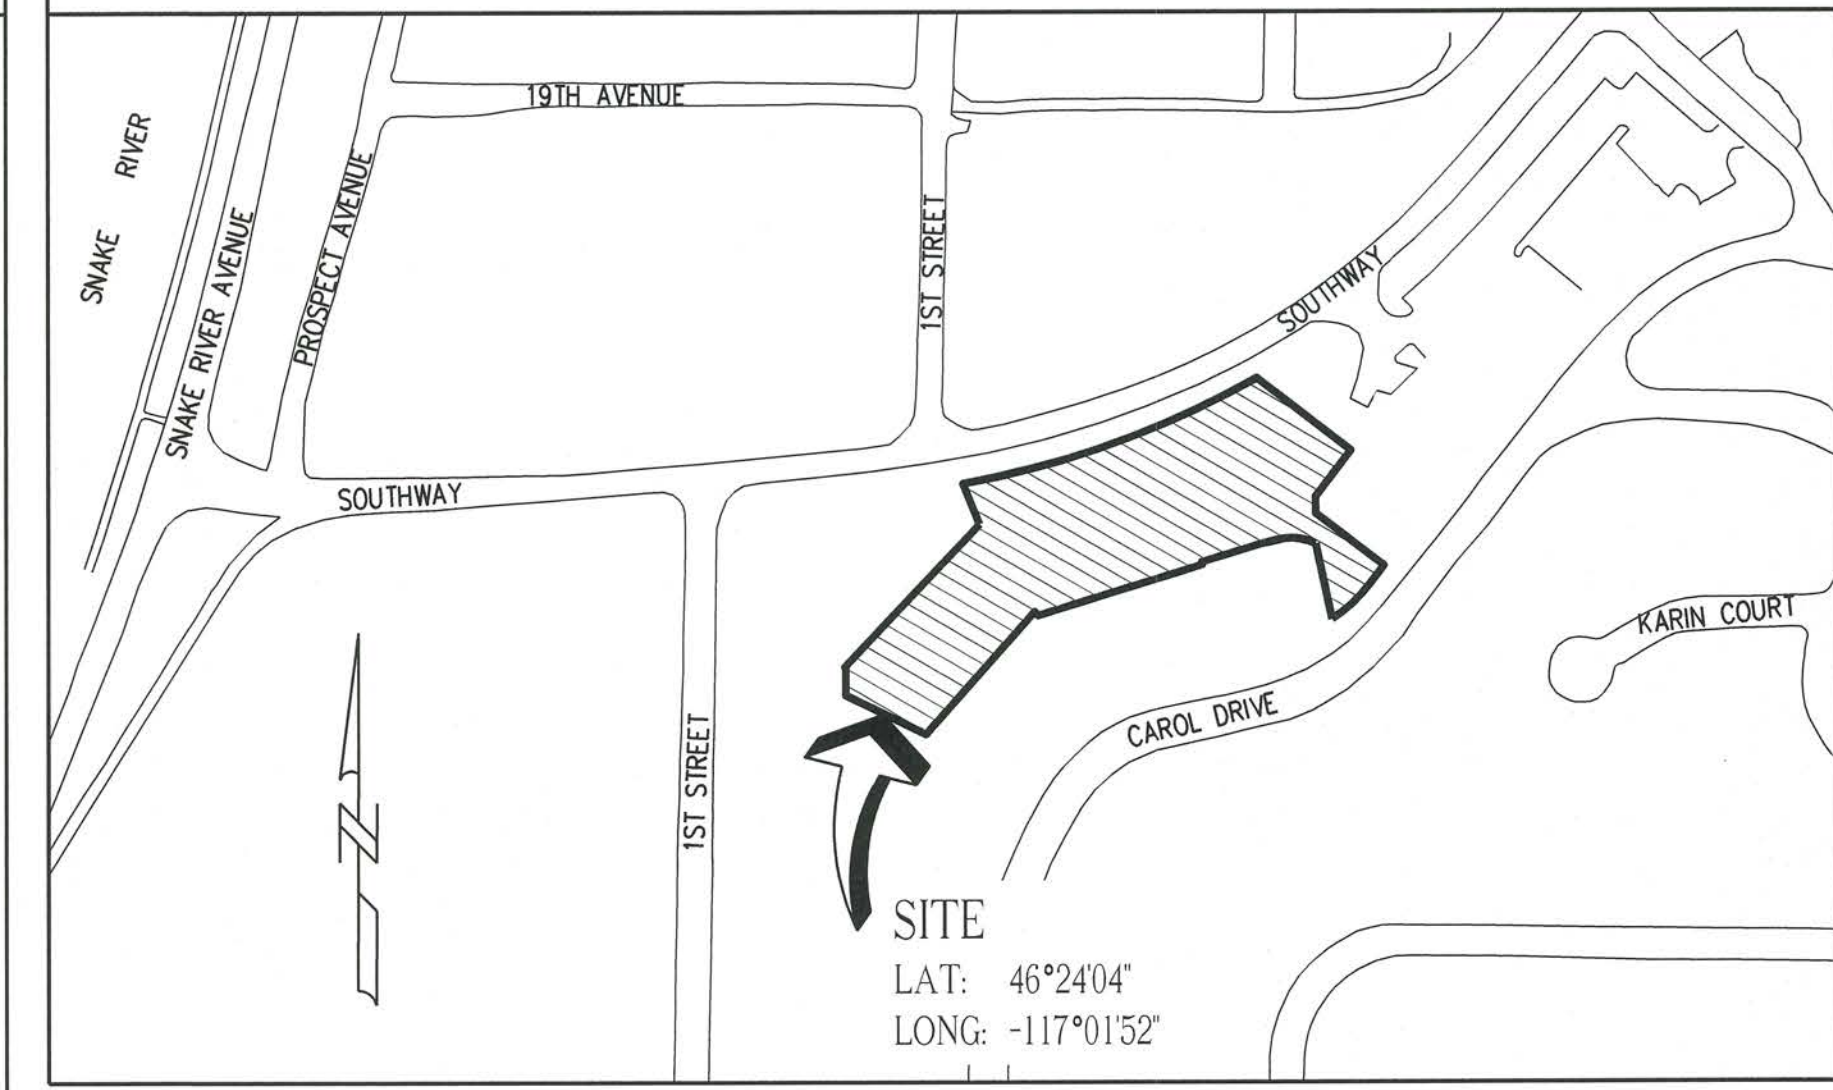 19TH AVENUE
SNAKE RIVER
SNAKE RIVER AVENUE
PROSPECT AVENUE
1ST STREET
SOUTHWAY
SOUTHWAY
KARIN COURT
CAROL DRIVE
1ST STREET
N
SITE
LAT: 46°24'04"
LONG: -117°01'52"